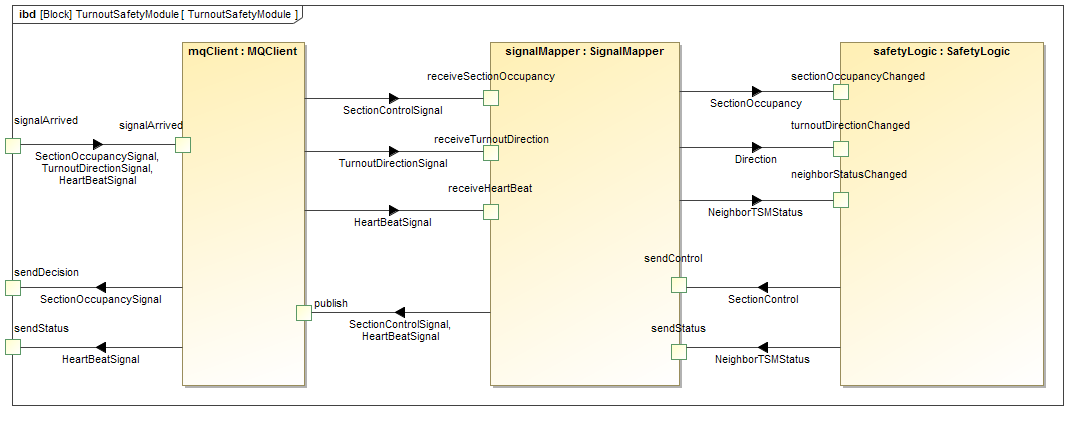 ibd [Block] TurnoutSafetyModule [ TurnoutSafetyModule ]
mqClient : MQClient
signalMapper : SignalMapper
safetyLogic : SafetyLogic
receiveSectionOccupancy
sectionOccupancyChanged
SectionControlSignal
SectionOccupancy
signalArrived
signalArrived
turnoutDirectionChanged
receiveTurnoutDirection
SectionOccupancySignal,
TurnoutDirectionSignal,
HeartBeatSignal
TurnoutDirectionSignal
Direction
neighborStatusChanged
receiveHeartBeat
HeartBeatSignal
NeighborTSMStatus
sendControl
sendDecision
SectionOccupancySignal
SectionControl
publish
SectionControlSignal,
HeartBeatSignal
sendStatus
sendStatus
HeartBeatSignal
NeighborTSMStatus